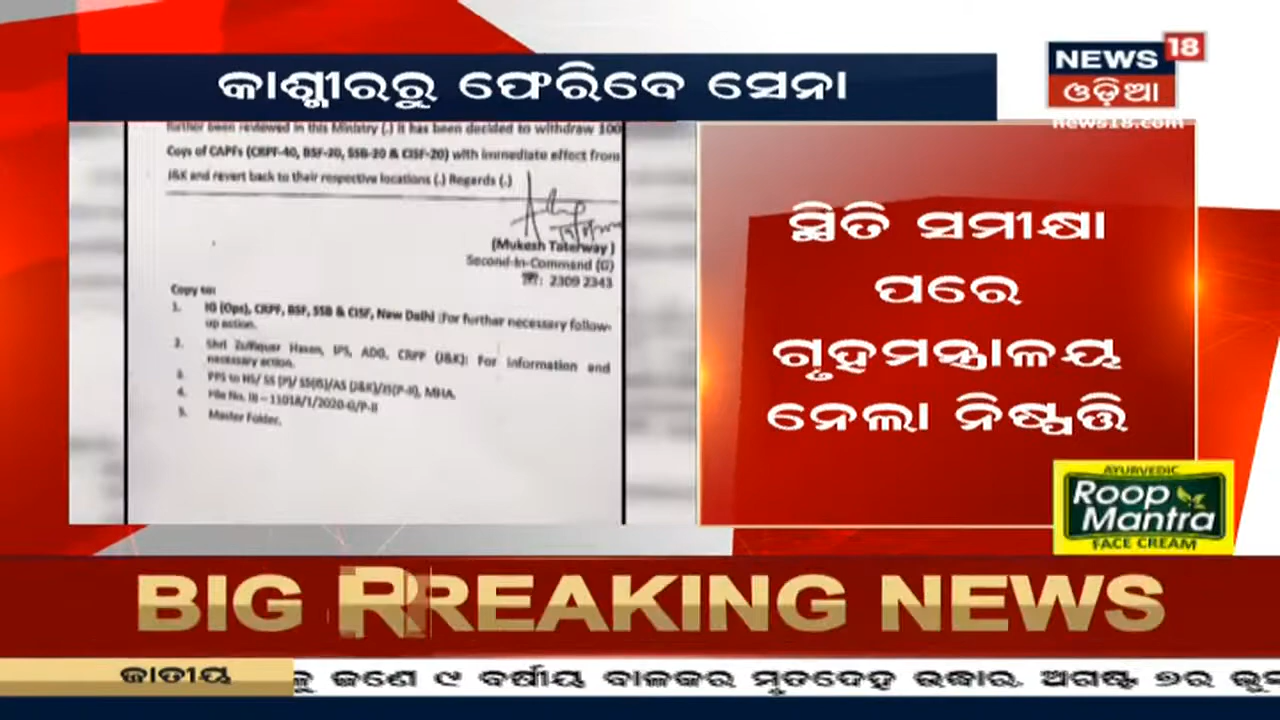 କାଶ୍ମୀରରୁ ଫେରିବେ ସେନା
NEWS 18
ଓଡ଼ିଆ
news18.com
further been reviewed in this Ministry (.) It has been decided to withdraw 100
Coys of CAPFs (CRPF-40, BSF-20, SSB-20 & CISF-20) with immediate effect from
J&K and revert back to their respective locations (.) Regards (.)
(Mukesh Taterway)
Second-In-Command (G)
☏: 2309 2343
Copy to:
1. IG (Ops), CRPF, BSF, SSB & CISF, New Delhi :For further necessary follow-
up action.
2. Shri Zulfiquar Hasan, IPS, ADG, CRPF (J&K): For information and
necessary action.
3. PPS to HS/ SS (J)/ SS(IS)/AS (J&K)/JS(P-II), MHA.
4. File No. III – 11018/1/2020-G/P-II
5. Master Folder.
ସ୍ଥିତି ସମୀକ୍ଷା
ପରେ
ଗୃହମନ୍ତ୍ରାଳୟ
ନେଲା ନିଷ୍ପତ୍ତି
AYURVEDIC
Roop
Mantra
FACE CREAM
BIG BREAKING NEWS
ଜାତୀୟ
ଜଣେ ୯ ବର୍ଷୀୟ ବାଳକର ମୃତଦେହ ଉଦ୍ଧାର, ଅଗଷ୍ଟ ୭ର